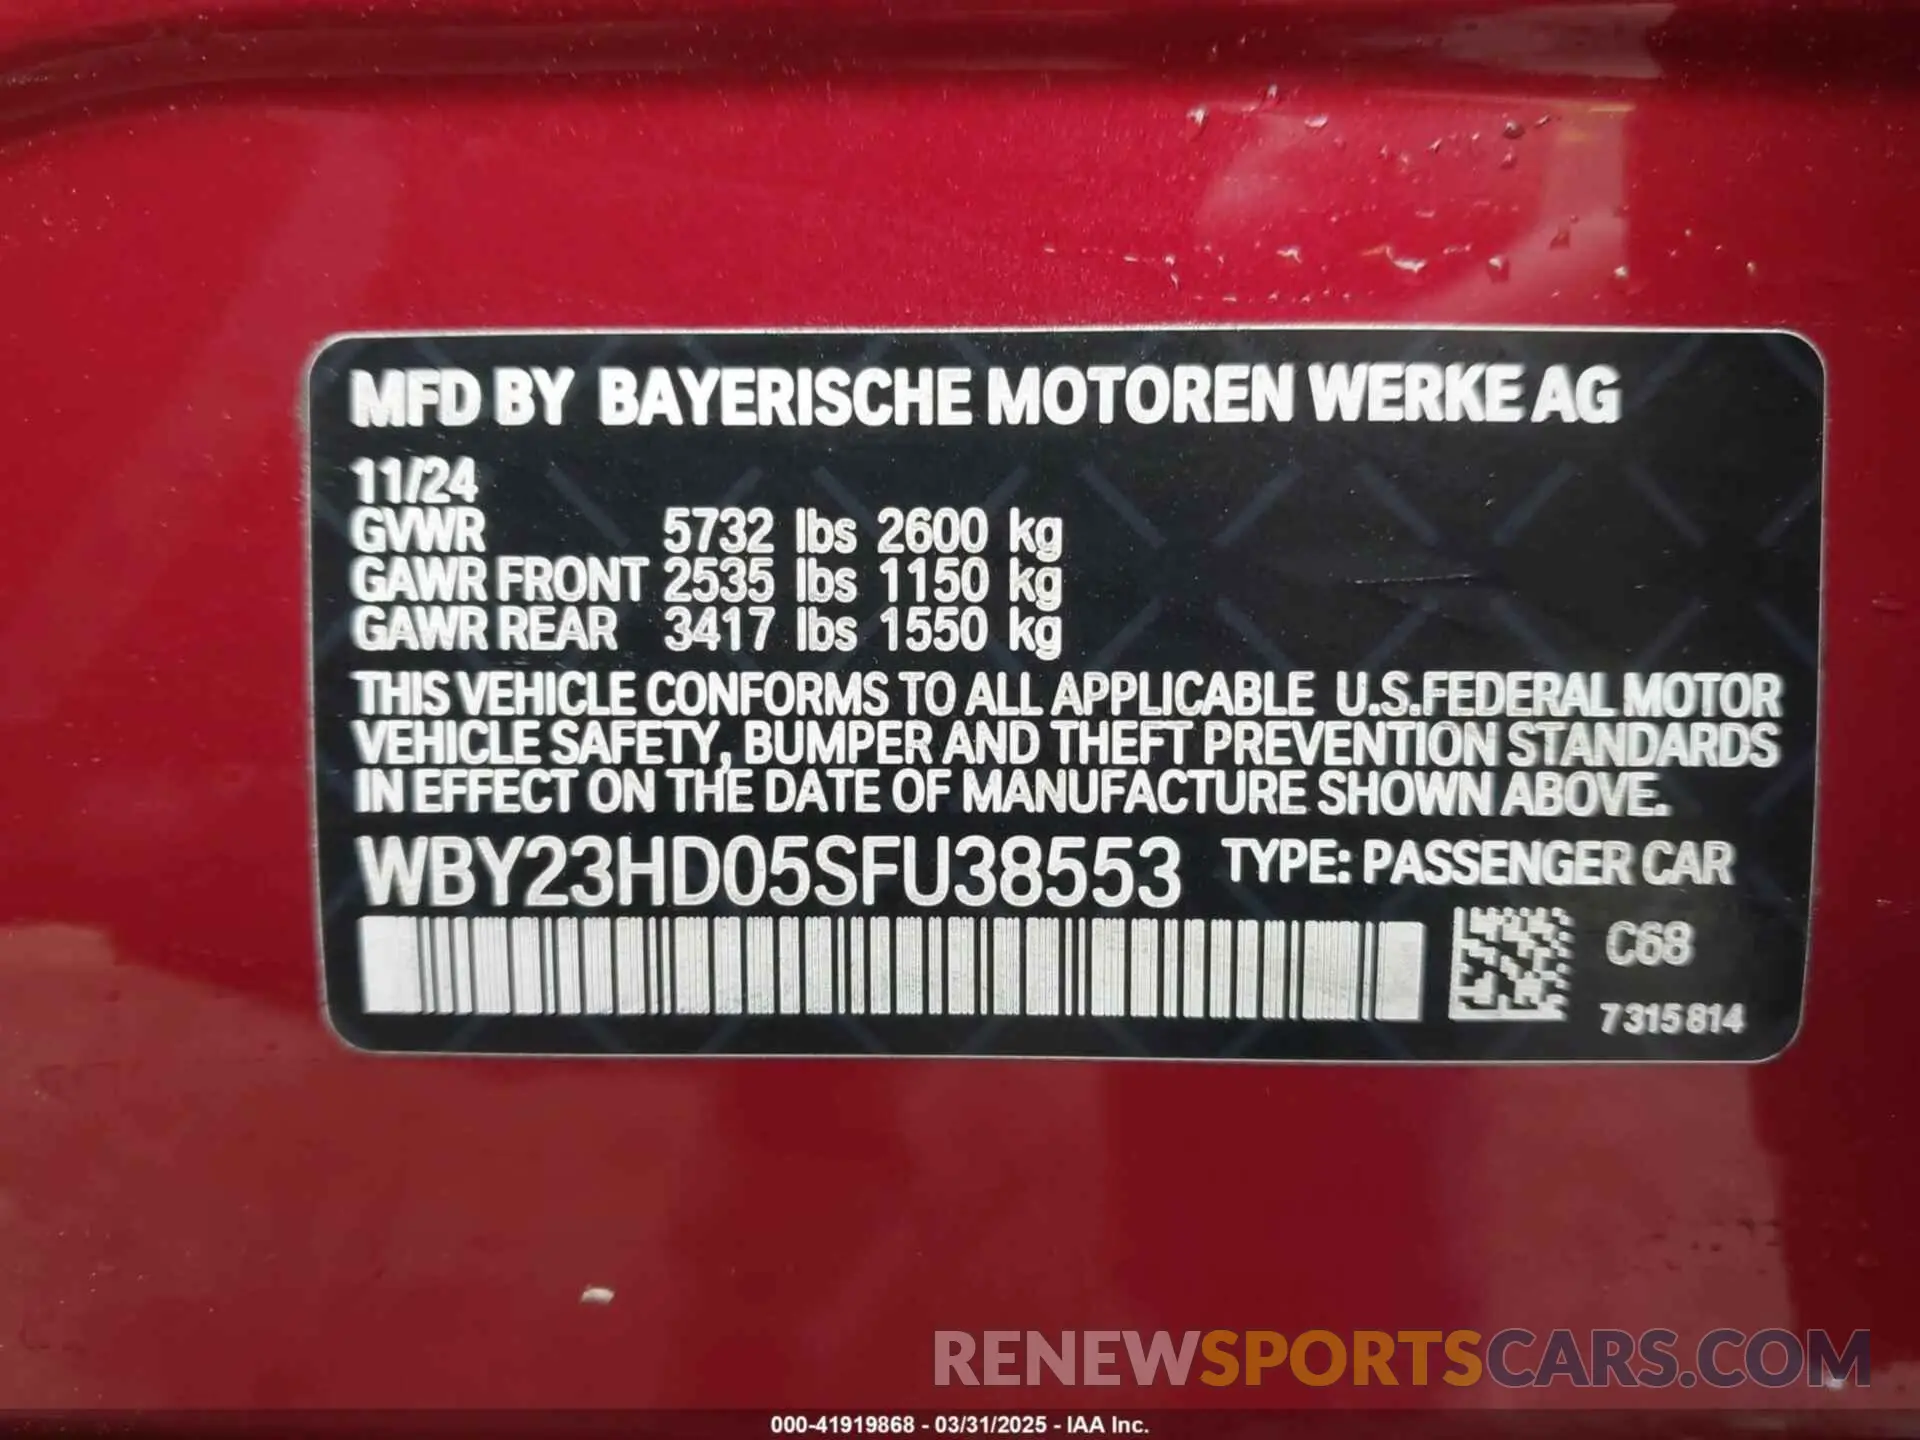 MFD BY BAYERISCHE MOTOREN WERKE AG
11/24
GVWR 5732 lbs 2600 kg
GAWR FRONT 2535 lbs 1150 kg
GAWR REAR 3417 lbs 1550 kg
THIS VEHICLE CONFORMS TO ALL APPLICABLE U.S.FEDERAL MOTOR
VEHICLE SAFETY, BUMPER AND THEFT PREVENTION STANDARDS
IN EFFECT ON THE DATE OF MANUFACTURE SHOWN ABOVE.
WBY23HD05SFU38553 TYPE: PASSENGER CAR
C68
7315814
RENEWSPORTSCARS.COM
000-41919868 - 03/31/2025 - IAA Inc.